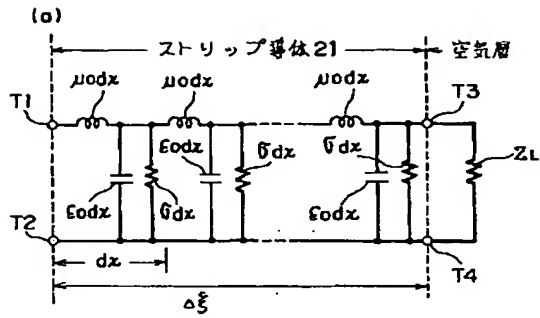 (a)
ストリップ導体21
空気層
μodx
μodx
μodx
T1
T3
εodx
σdx
εodx
σdx
σdx
εodx
ZL
T2
T4
dx
Δξ